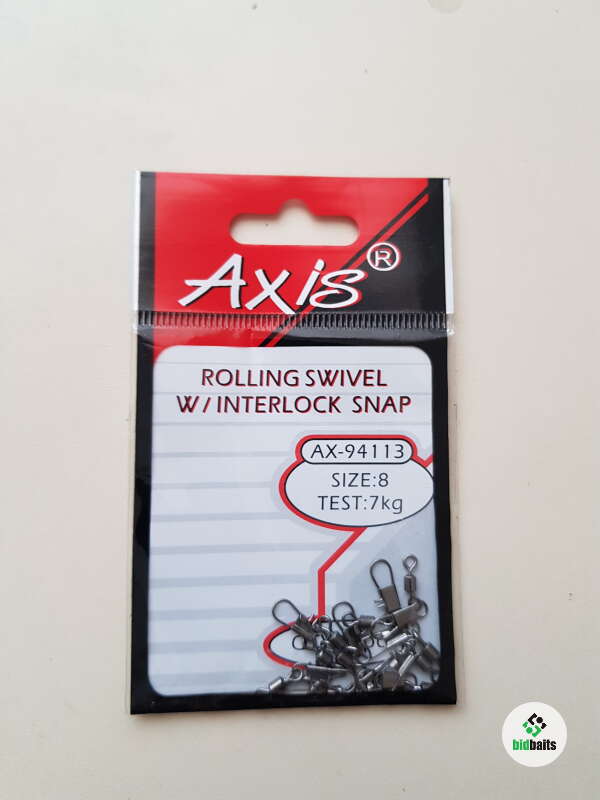 Axis®
ROLLING SWIVEL
W/INTERLOCK SNAP
AX-94113
SIZE:8
TEST:7kg
bidbaits